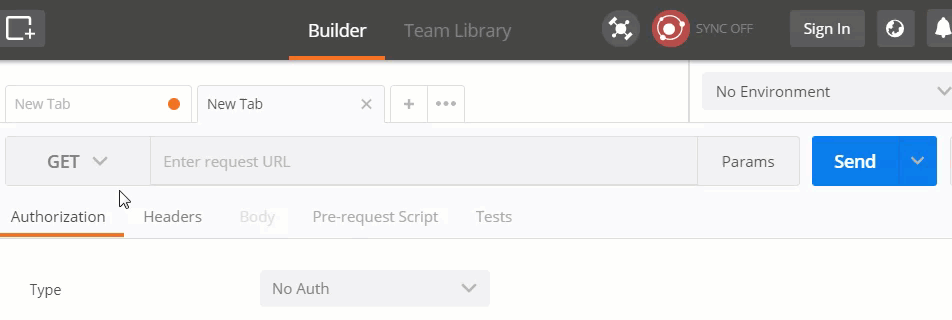 Builder Team Library SYNC OFF Sign In
New Tab New Tab No Environment
GET Enter request URL Params Send
Authorization Headers Body Pre-request Script Tests
Type No Auth